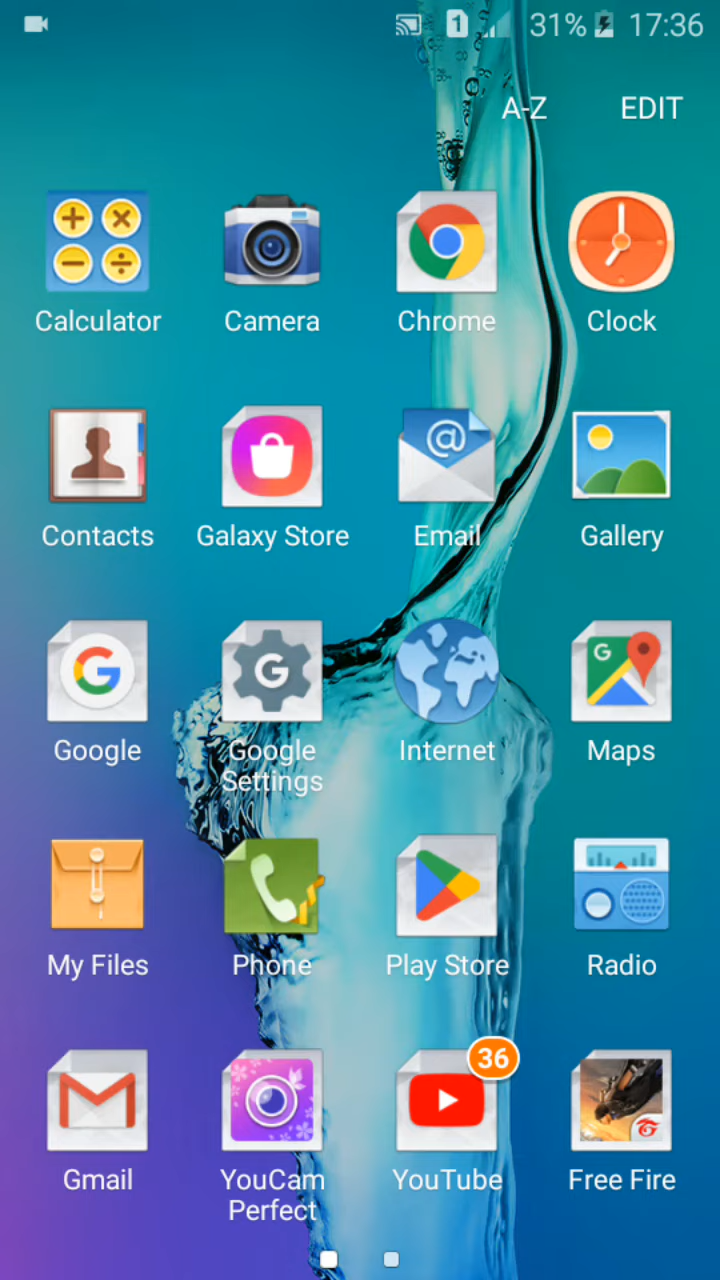 1 31% 17:36
A-Z EDIT
Calculator Camera Chrome Clock
Contacts Galaxy Store Email Gallery
Google Google Settings Internet Maps
My Files Phone Play Store Radio
36
Gmail YouCam Perfect YouTube Free Fire